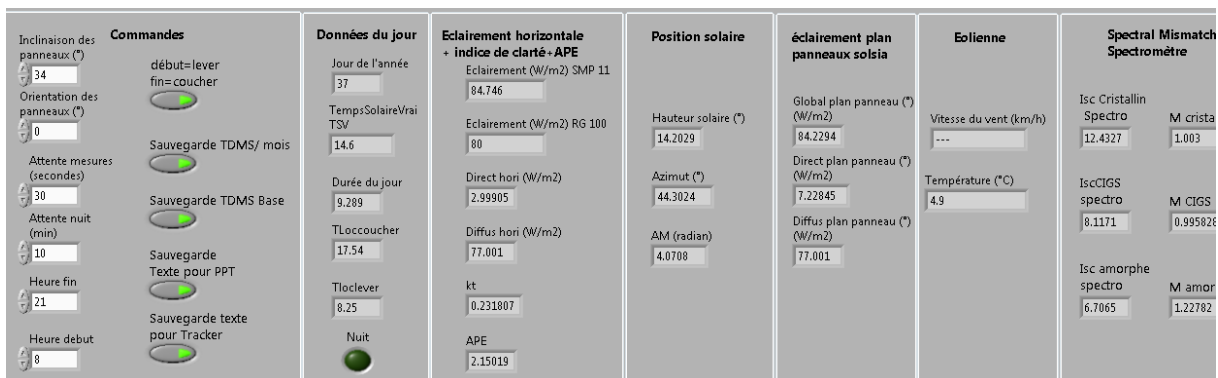 Commandes
Inclinaison des
panneaux (°)
34
Orientation des
panneaux (°)
0
Attente mesures
(secondes)
30
Attente nuit
(min)
10
Heure fin
21
Heure debut
8
début=lever
fin=coucher
Sauvegarde TDMS/ mois
Sauvegarde TDMS Base
Sauvegarde
Texte pour PPT
Sauvegarde texte
pour Tracker
Données du jour
Jour de l'année
37
TempsSolaireVrai
TSV
14.6
Durée du jour
9.289
TLoccoucher
17.54
Tloclever
8.25
Nuit
Eclairement horizontale
+ indice de clarté+APE
Eclairement (W/m2) SMP 11
84.746
Eclairement (W/m2) RG 100
80
Direct hori (W/m2)
2.99905
Diffus hori (W/m2)
77.001
kt
0.231807
APE
2.15019
Position solaire
Hauteur solaire (°)
14.2029
Azimut (°)
44.3024
AM (radian)
4.0708
éclairement plan
panneaux solsia
Global plan panneau (°)
(W/m2)
84.2294
Direct plan panneau (°)
(W/m2)
7.22845
Diffus plan panneau (°)
(W/m2)
77.001
Eolienne
Vitesse du vent (km/h)
---
Température (°C)
4.9
Spectral Mismatch
Spectromètre
Isc Cristallin
Spectro
12.4327
M crista
1.003
IscCIGS
spectro
8.1171
M CIGS
0.995828
Isc amorphe
spectro
6.7065
M amor
1.22782